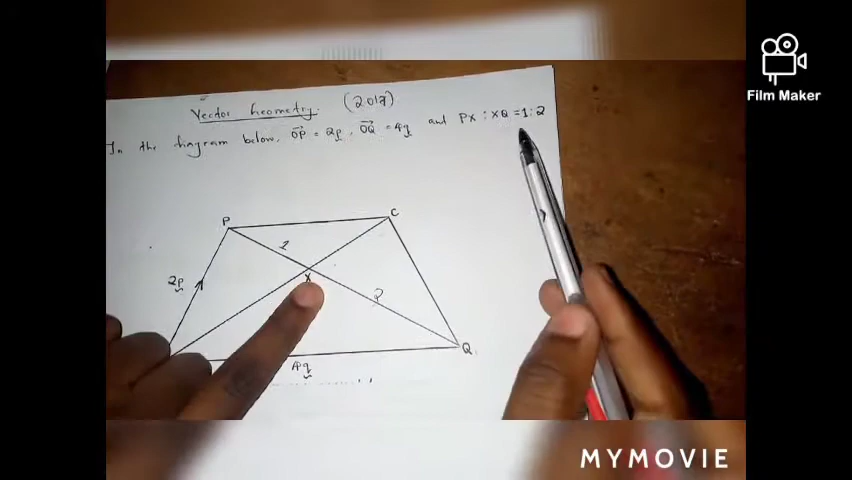 Vector Geometry. (2017)
In the diagram below, OP = 2p, OQ = 4q and PX : XQ = 1:2
P
C
1
X
2p
2
Q.
4q
Film Maker
MYMOVIE